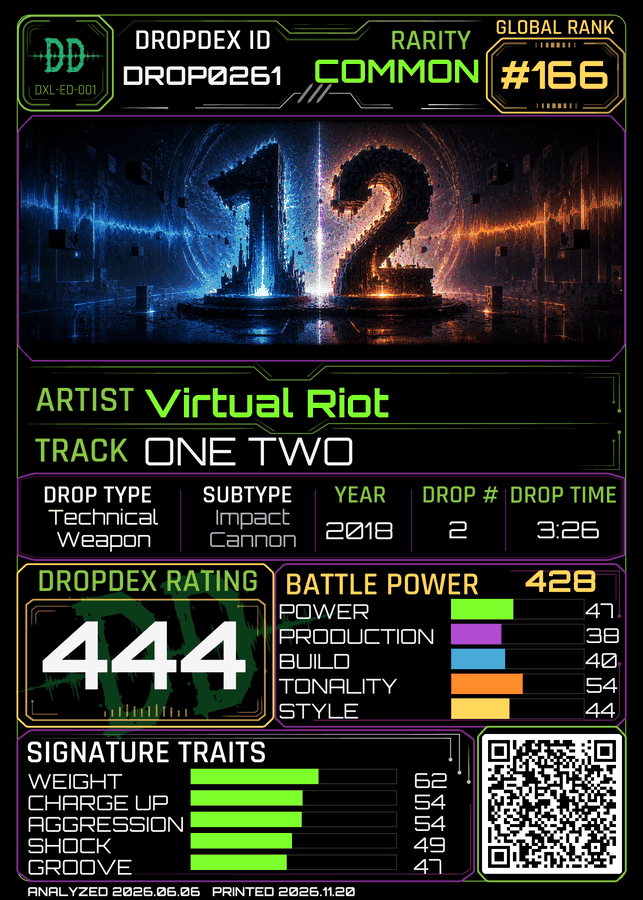 DD
DXL-ED-001
DROPDEX ID
DROP0261
RARITY
COMMON
GLOBAL RANK
#166
12
ARTIST Virtual Riot
TRACK ONE TWO
DROP TYPE
Technical
Weapon
SUBTYPE
Impact
Cannon
YEAR
2018
DROP #
2
DROP TIME
3:26
DROPDEX RATING
444
BATTLE POWER 428
POWER 47
PRODUCTION 38
BUILD 40
TONALITY 54
STYLE 44
SIGNATURE TRAITS
WEIGHT 62
CHARGE UP 54
AGGRESSION 54
SHOCK 49
GROOVE 47
ANALYZED 2026.06.06 PRINTED 2026.11.20